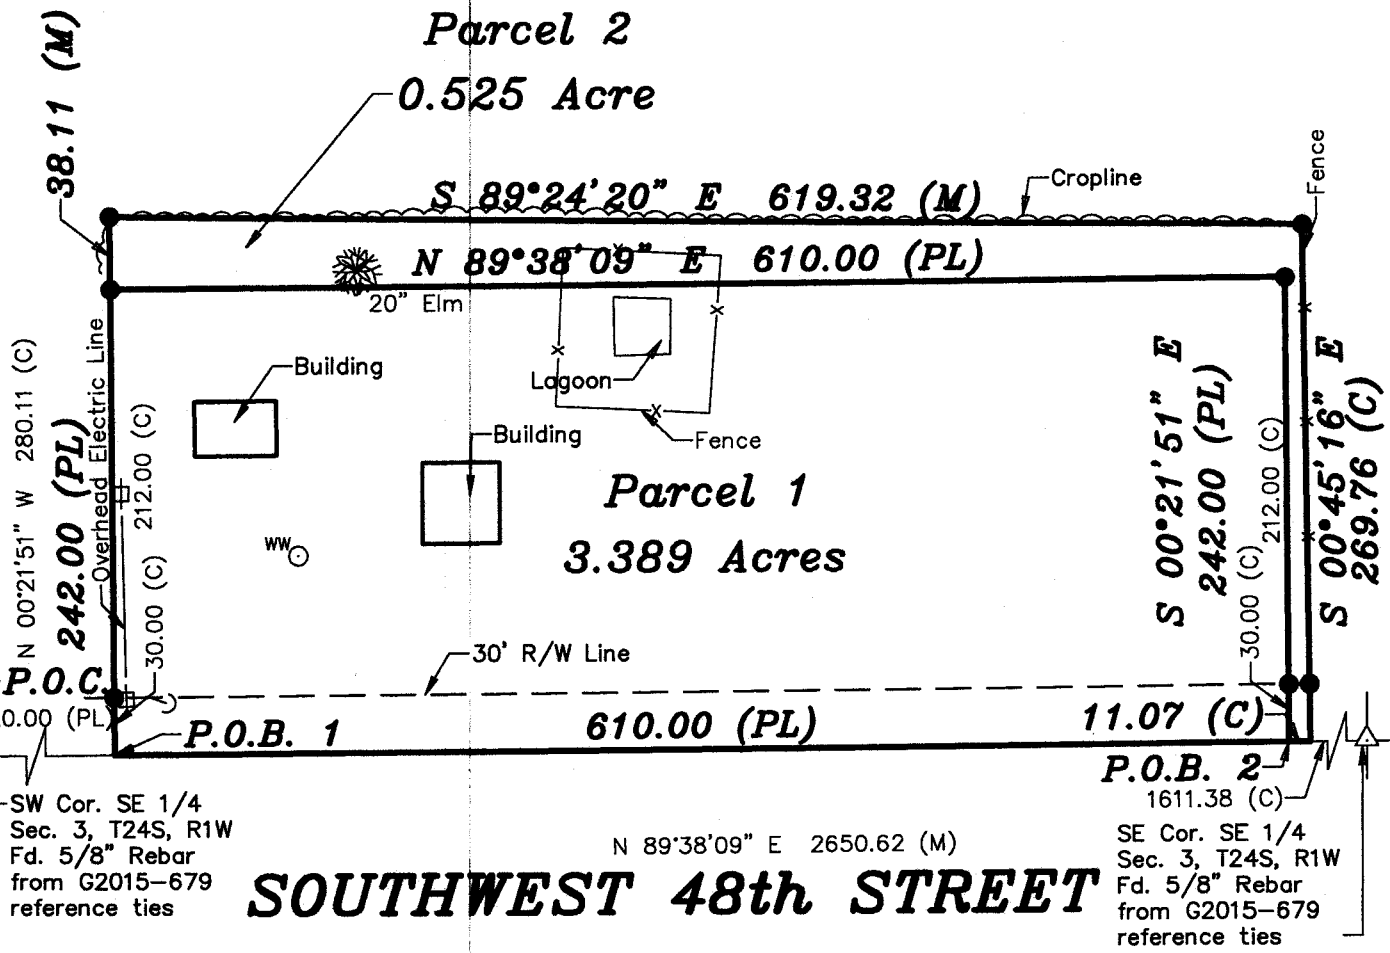 Parcel 2
0.525 Acre
38.11 (M)
S 89°24'20" E 619.32 (M)
Cropline
Fence
N 89°38'09" E 610.00 (PL)
20" Elm
Building
Lagoon
Building
Fence
Parcel 1
3.389 Acres
WW
N 00°21'51" W 280.11 (C)
242.00 (PL)
Overhead Electric Line
212.00 (C)
30.00 (C)
S 00°21'51" E
242.00 (PL)
212.00 (C)
30.00 (C)
S 00°45'16" E
269.76 (C)
30' R/W Line
P.O.C.
0.00 (PL)
P.O.B. 1
610.00 (PL)
11.07 (C)
P.O.B. 2
1611.38 (C)
SW Cor. SE 1/4
Sec. 3, T24S, R1W
Fd. 5/8" Rebar
from G2015-679
reference ties
N 89°38'09" E 2650.62 (M)
SOUTHWEST 48th STREET
SE Cor. SE 1/4
Sec. 3, T24S, R1W
Fd. 5/8" Rebar
from G2015-679
reference ties